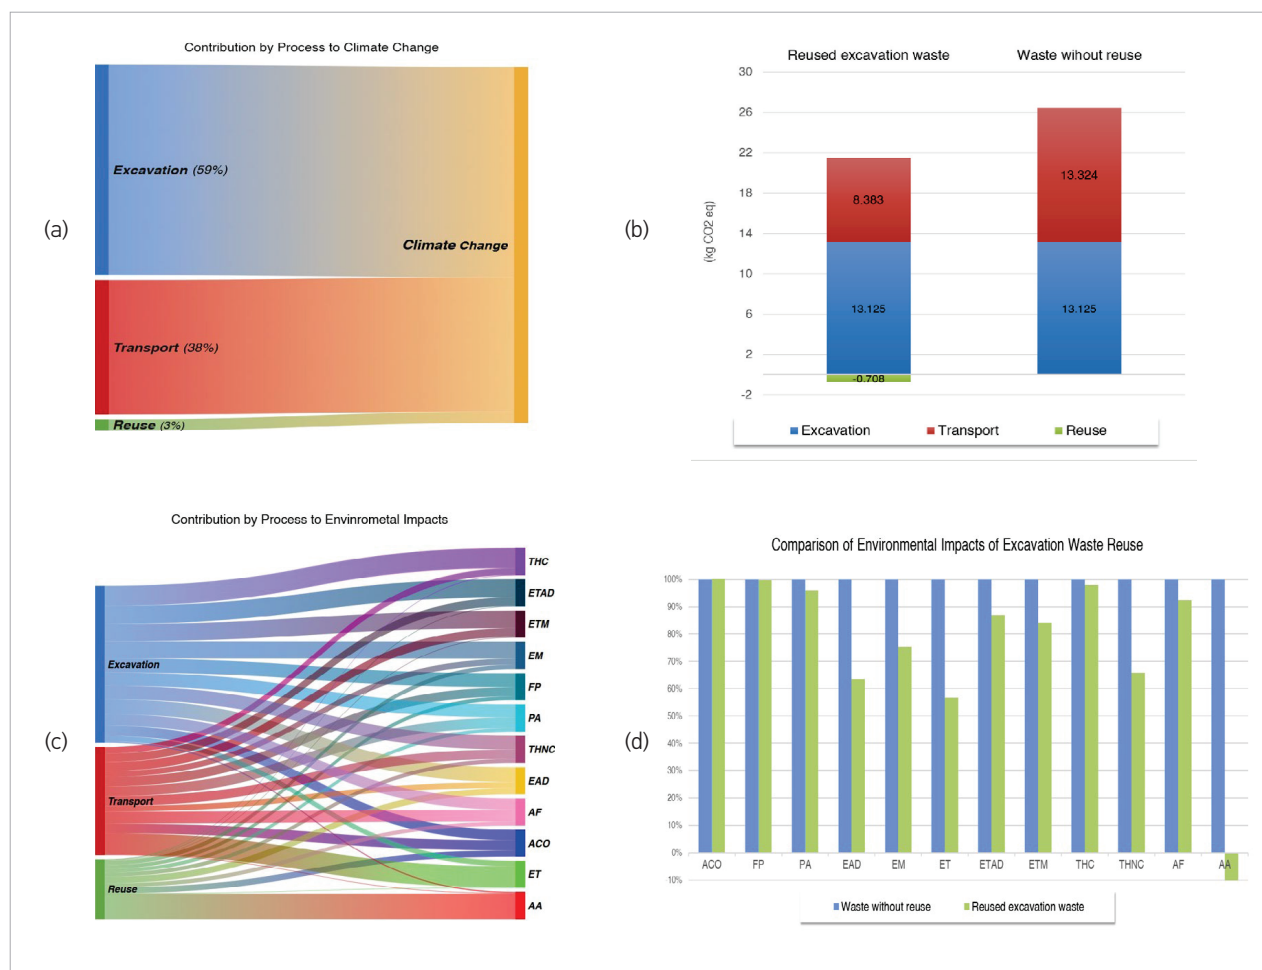 (a)
Contribution by Process to Climate Change
Excavation (59%)
Transport (38%)
Reuse (3%)
Climate Change
(b)
Reused excavation waste
Waste wihout reuse
(kg CO2 eq)
30
26
22
18
14
10
6
2
-2
8.383
13.125
-0.708
13.324
13.125
Excavation
Transport
Reuse
(c)
Contribution by Process to Envinrometal Impacts
Excavation
Transport
Reuse
THC
ETAD
ETM
EM
FP
PA
THNC
EAD
AF
ACO
ET
AA
(d)
Comparison of Environmental Impacts of Excavation Waste Reuse
100%
90%
80%
70%
60%
50%
40%
30%
20%
10%
0%
10%
ACO FP PA EAD EM ET ETAD ETM THC THNC AF AA
Waste without reuse
Reused excavation waste